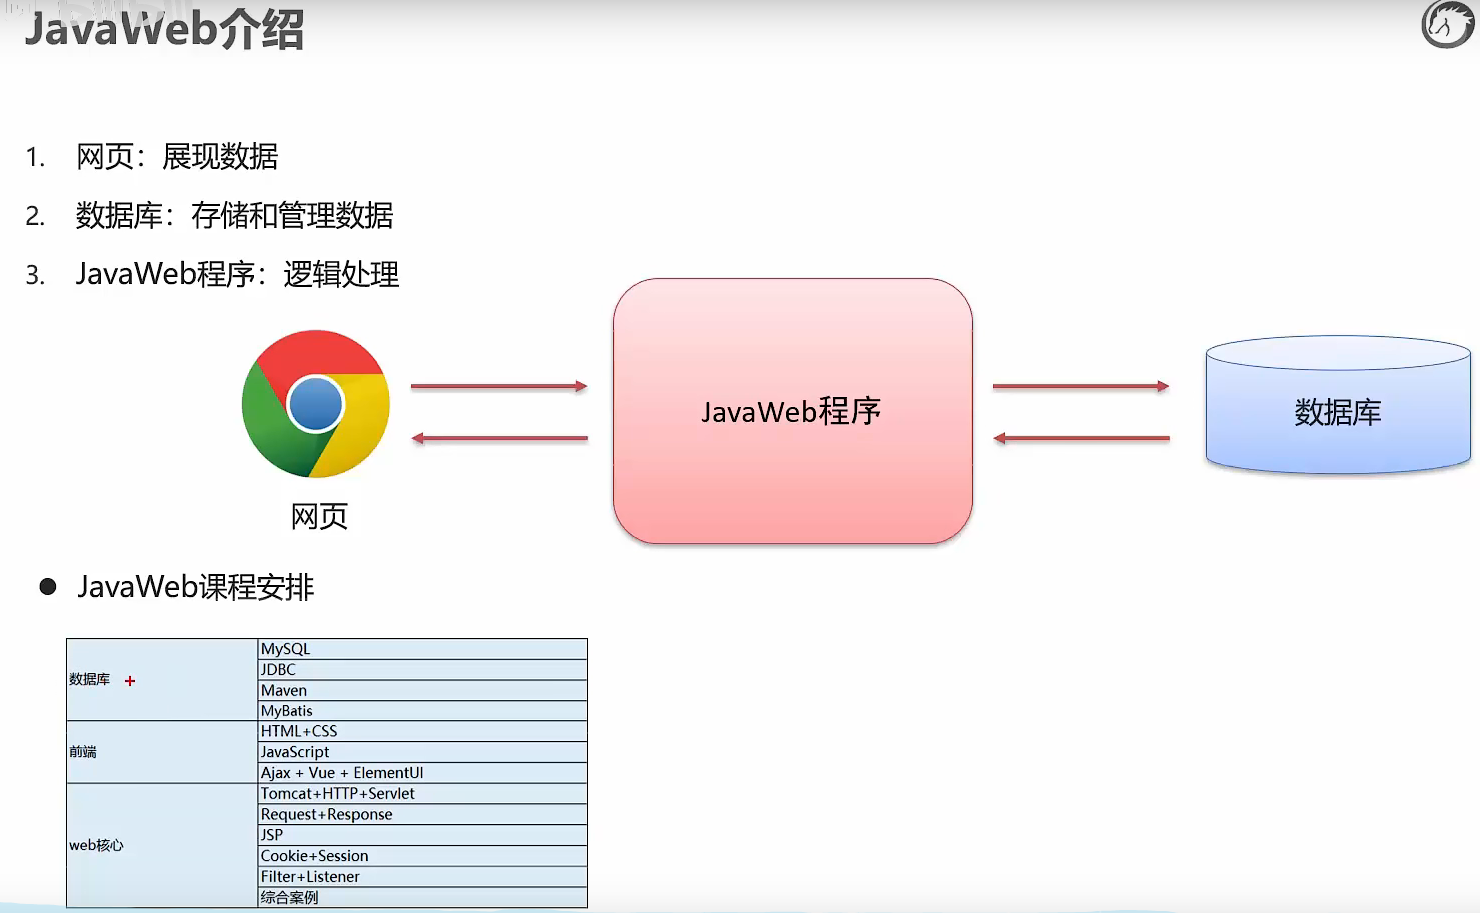 JavaWeb介绍
1. 网页：展现数据
2. 数据库：存储和管理数据
3. JavaWeb程序：逻辑处理
JavaWeb程序
数据库
网页
● JavaWeb课程安排
数据库
MySQL
JDBC
Maven
MyBatis
前端
HTML+CSS
JavaScript
Ajax + Vue + ElementUI
web核心
Tomcat+HTTP+Servlet
Request+Response
JSP
Cookie+Session
Filter+Listener
综合案例